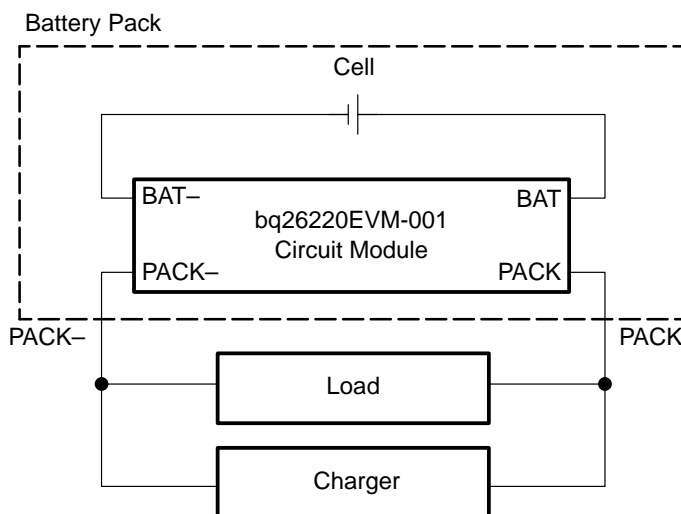 Battery Pack
Cell
BAT–
BAT
bq26220EVM-001
Circuit Module
PACK–
PACK
PACK–
PACK
Load
Charger